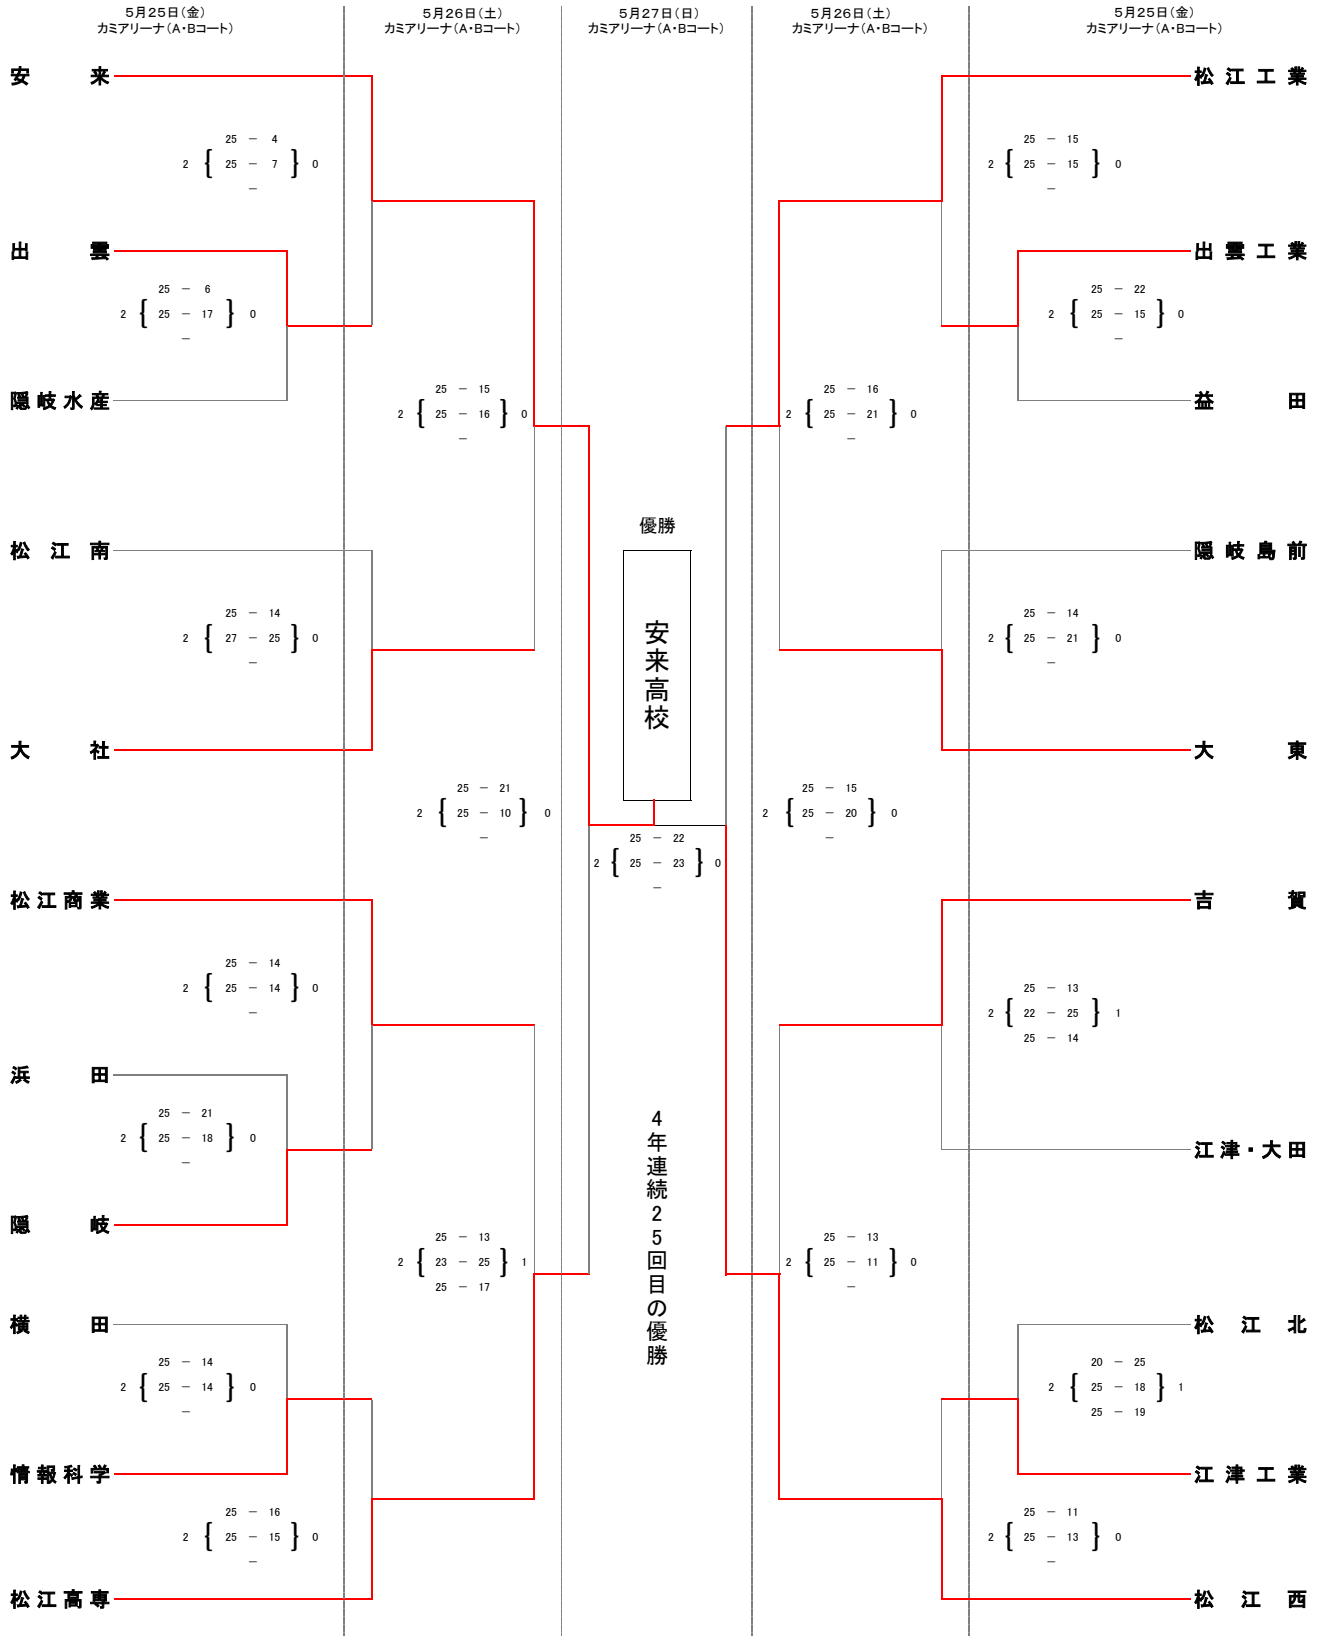 5月25日(金)
カミアリーナ(A・Bコート)
5月26日(土)
カミアリーナ(A・Bコート)
5月27日(日)
カミアリーナ(A・Bコート)
5月26日(土)
カミアリーナ(A・Bコート)
5月25日(金)
カミアリーナ(A・Bコート)
安来
25 － 4
2 { 25 － 7 } 0
－
出雲
25 － 6
2 { 25 － 17 } 0
－
隠岐水産
松江南
25 － 14
2 { 27 － 25 } 0
－
大社
松江商業
25 － 14
2 { 25 － 14 } 0
－
浜田
25 － 21
2 { 25 － 18 } 0
－
隠岐
横田
25 － 14
2 { 25 － 14 } 0
－
情報科学
25 － 16
2 { 25 － 15 } 0
－
松江高専
25 － 15
2 { 25 － 16 } 0
－
25 － 21
2 { 25 － 10 } 0
－
25 － 13
2 { 23 － 25 } 1
25 － 17
優勝
安来高校
25 － 22
2 { 25 － 23 } 0
－
4年連続25回目の優勝
25 － 16
2 { 25 － 21 } 0
－
25 － 15
2 { 25 － 20 } 0
－
25 － 13
2 { 25 － 11 } 0
－
松江工業
25 － 15
2 { 25 － 15 } 0
－
出雲工業
25 － 22
2 { 25 － 15 } 0
－
益田
隠岐島前
25 － 14
2 { 25 － 21 } 0
－
大東
吉賀
25 － 13
2 { 22 － 25 } 1
25 － 14
江津・大田
松江北
20 － 25
2 { 25 － 18 } 1
25 － 19
江津工業
25 － 11
2 { 25 － 13 } 0
－
松江西